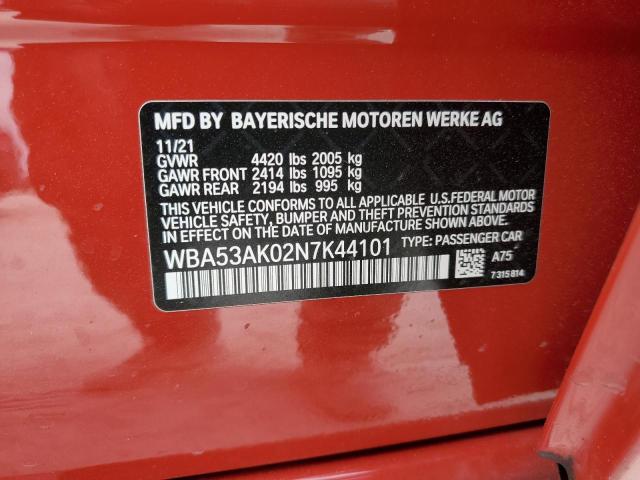 MFD BY BAYERISCHE MOTOREN WERKE AG
11/21
GVWR 4420 lbs 2005 kg
GAWR FRONT 2414 lbs 1095 kg
GAWR REAR 2194 lbs 995 kg
THIS VEHICLE CONFORMS TO ALL APPLICABLE U.S.FEDERAL MOTOR
VEHICLE SAFETY, BUMPER AND THEFT PREVENTION STANDARDS
IN EFFECT ON THE DATE OF MANUFACTURE SHOWN ABOVE.
WBA53AK02N7K44101 TYPE: PASSENGER CAR
A75
7315814